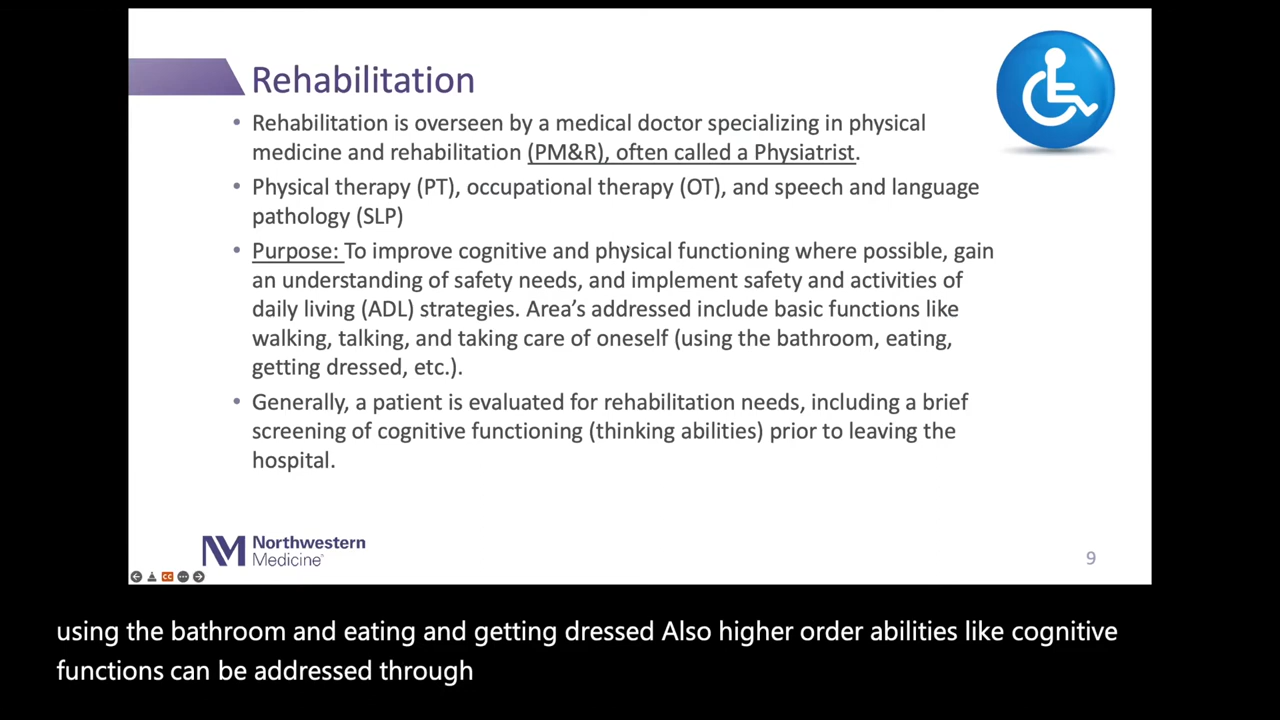 Rehabilitation
• Rehabilitation is overseen by a medical doctor specializing in physical
medicine and rehabilitation (PM&R), often called a Physiatrist.
• Physical therapy (PT), occupational therapy (OT), and speech and language
pathology (SLP)
• Purpose: To improve cognitive and physical functioning where possible, gain
an understanding of safety needs, and implement safety and activities of
daily living (ADL) strategies. Area's addressed include basic functions like
walking, talking, and taking care of oneself (using the bathroom, eating,
getting dressed, etc.).
• Generally, a patient is evaluated for rehabilitation needs, including a brief
screening of cognitive functioning (thinking abilities) prior to leaving the
hospital.
NM Northwestern
Medicine
9
CC
using the bathroom and eating and getting dressed Also higher order abilities like cognitive
functions can be addressed through